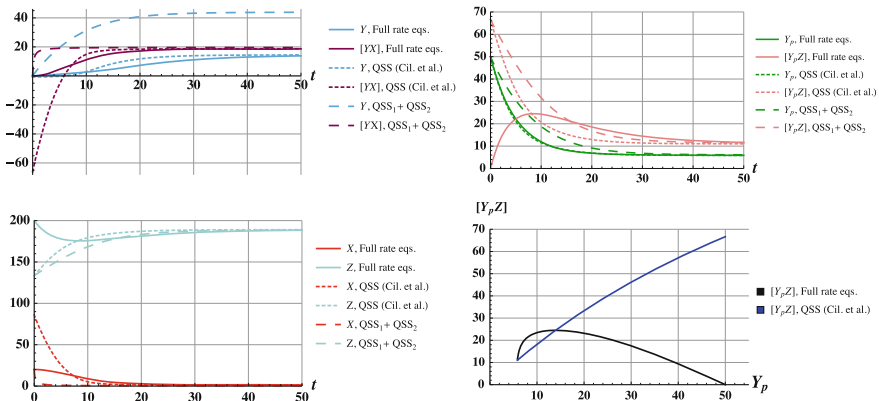 40
20
−20
−40
−60
10
20
30
40
50
t
Y, Full rate eqs.
[YX], Full rate eqs.
Y, QSS (Cil. et al.)
[YX], QSS (Cil. et al.)
Y, QSS₁+ QSS₂
[YX], QSS₁+ QSS₂
70
60
50
40
30
20
10
0
0
10
20
30
40
50
t
Yₚ, Full rate eqs.
[YₚZ], Full rate eqs.
Yₚ, QSS (Cil. et al.)
[YₚZ], QSS (Cil. et al.)
Yₚ, QSS₁+ QSS₂
[YₚZ], QSS₁+ QSS₂
200
150
100
50
0
0
10
20
30
40
50
t
X, Full rate eqs.
Z, Full rate eqs.
X, QSS (Cil. et al.)
Z, QSS (Cil. et al.)
X, QSS₁+ QSS₂
Z, QSS₁+ QSS₂
[YₚZ]
70
60
50
40
30
20
10
0
10
20
30
40
50
Yₚ
[YₚZ], Full rate eqs.
[YₚZ], QSS (Cil. et al.)